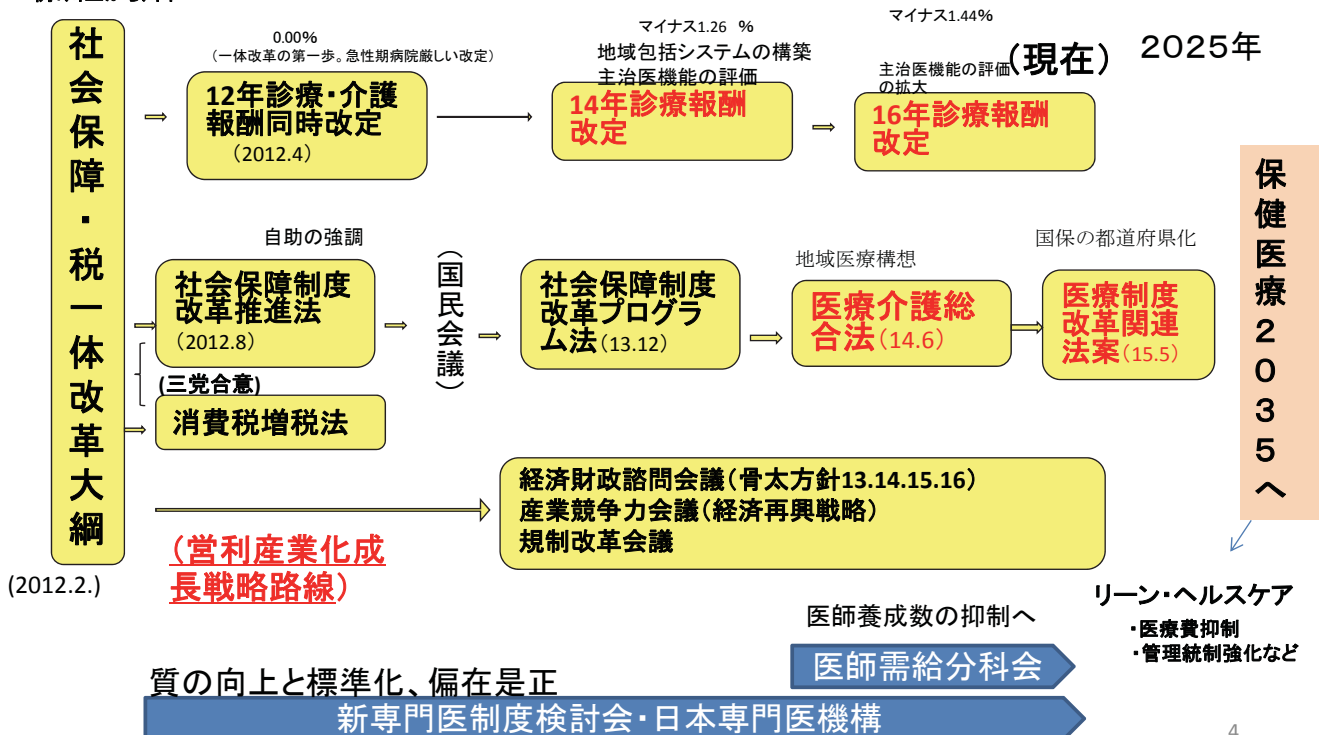 0.00%
(一体改革の第一歩。急性期病院厳しい改定)
マイナス1.26 %
地域包括システムの構築
主治医機能の評価
マイナス1.44%
主治医機能の評価
の拡大
(現在)
2025年
社会保障・税一体改革大綱
(2012.2.)
12年診療・介護
報酬同時改定
(2012.4)
14年診療報酬
改定
16年診療報酬
改定
自助の強調
社会保障制度
改革推進法
(2012.8)
(国民会議)
社会保障制度
改革プログラ
ム法(13.12)
地域医療構想
医療介護総
合法(14.6)
国保の都道府県化
医療制度
改革関連
法案(15.5)
保健医療2035へ
(三党合意)
消費税増税法
経済財政諮問会議(骨太方針13.14.15.16)
産業競争力会議(経済再興戦略)
規制改革会議
(営利産業化成
長戦略路線)
リーン・ヘルスケア
・医療費抑制
・管理統制強化など
医師養成数の抑制へ
医師需給分科会
質の向上と標準化、偏在是正
新専門医制度検討会・日本専門医機構
4